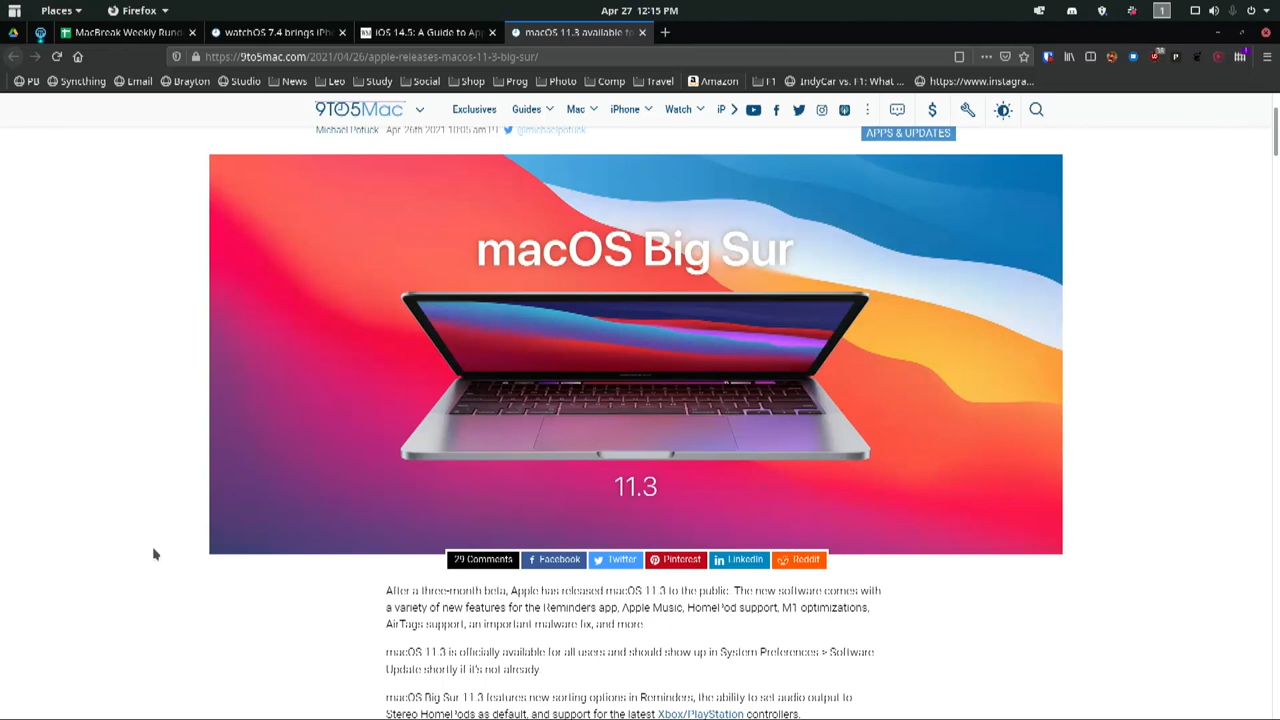 Places
Firefox
Apr 27 12:15 PM
1
MacBreak Weekly Rund
watchOS 7.4 brings iPho
iOS 14.5: A Guide to App
macOS 11.3 available fo
https://9to5mac.com/2021/04/26/apple-releases-macos-11-3-big-sur/
PB
Syncthing
Email
Brayton
Studio
News
Leo
Study
Social
Shop
Prog
Photo
Comp
Travel
Amazon
F1
IndyCar vs. F1: What ...
https://www.instagra...
9TO5Mac
Exclusives
Guides
Mac
iPhone
Watch
iP
Michael Potuck Apr. 26th 2021 10:05 am PT @michaelpotuck
APPS & UPDATES
macOS Big Sur
11.3
29 Comments
Facebook
Twitter
Pinterest
LinkedIn
Reddit
After a three-month beta, Apple has released macOS 11.3 to the public. The new software comes with
a variety of new features for the Reminders app, Apple Music, HomePod support, M1 optimizations,
AirTags support, an important malware fix, and more.
macOS 11.3 is officially available for all users and should show up in System Preferences > Software
Update shortly if it's not already.
macOS Big Sur 11.3 features new sorting options in Reminders, the ability to set audio output to
Stereo HomePods as default, and support for the latest Xbox/PlayStation controllers.